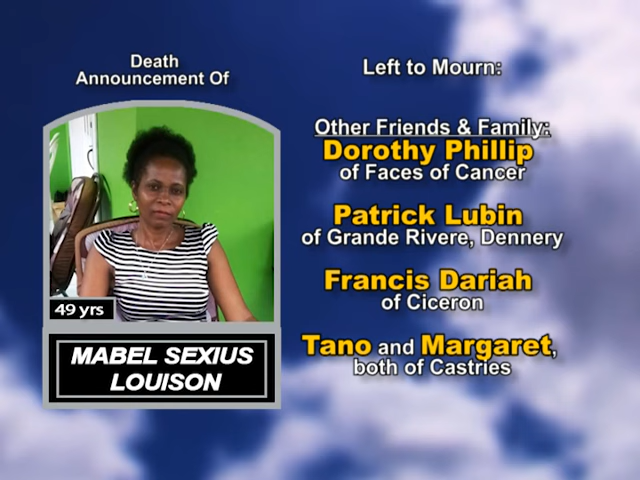 Death
Announcement Of
49 yrs
MABEL SEXIUS
LOUISON
Left to Mourn:
Other Friends & Family:
Dorothy Phillip
of Faces of Cancer
Patrick Lubin
of Grande Rivere, Dennery
Francis Dariah
of Ciceron
Tano and Margaret,
both of Castries